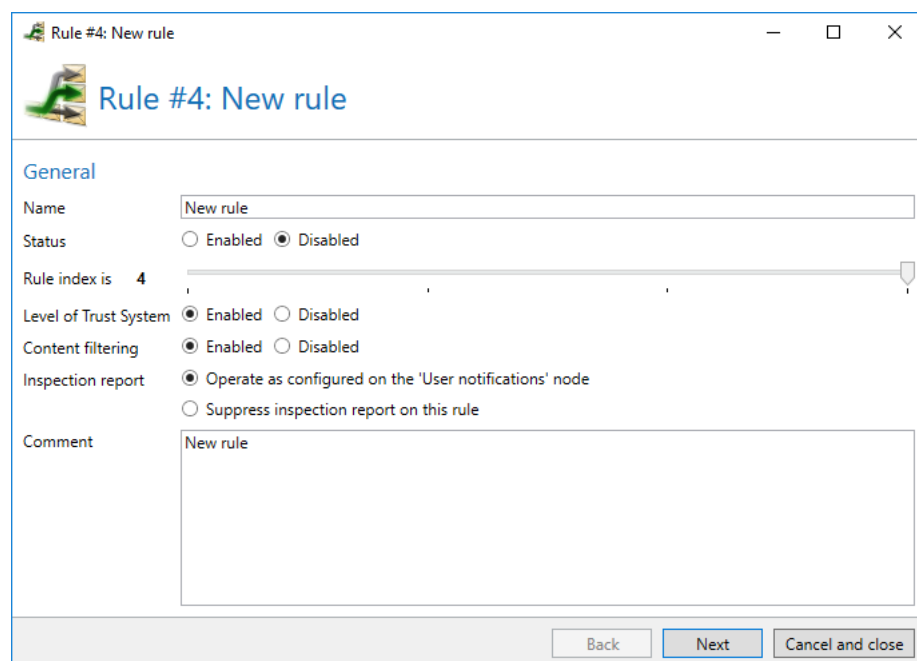 Rule #4: New rule
Rule #4: New rule
General
Name New rule
Status Enabled Disabled
Rule index is 4
Level of Trust System Enabled Disabled
Content filtering Enabled Disabled
Inspection report Operate as configured on the 'User notifications' node
Suppress inspection report on this rule
Comment New rule
Back Next Cancel and close